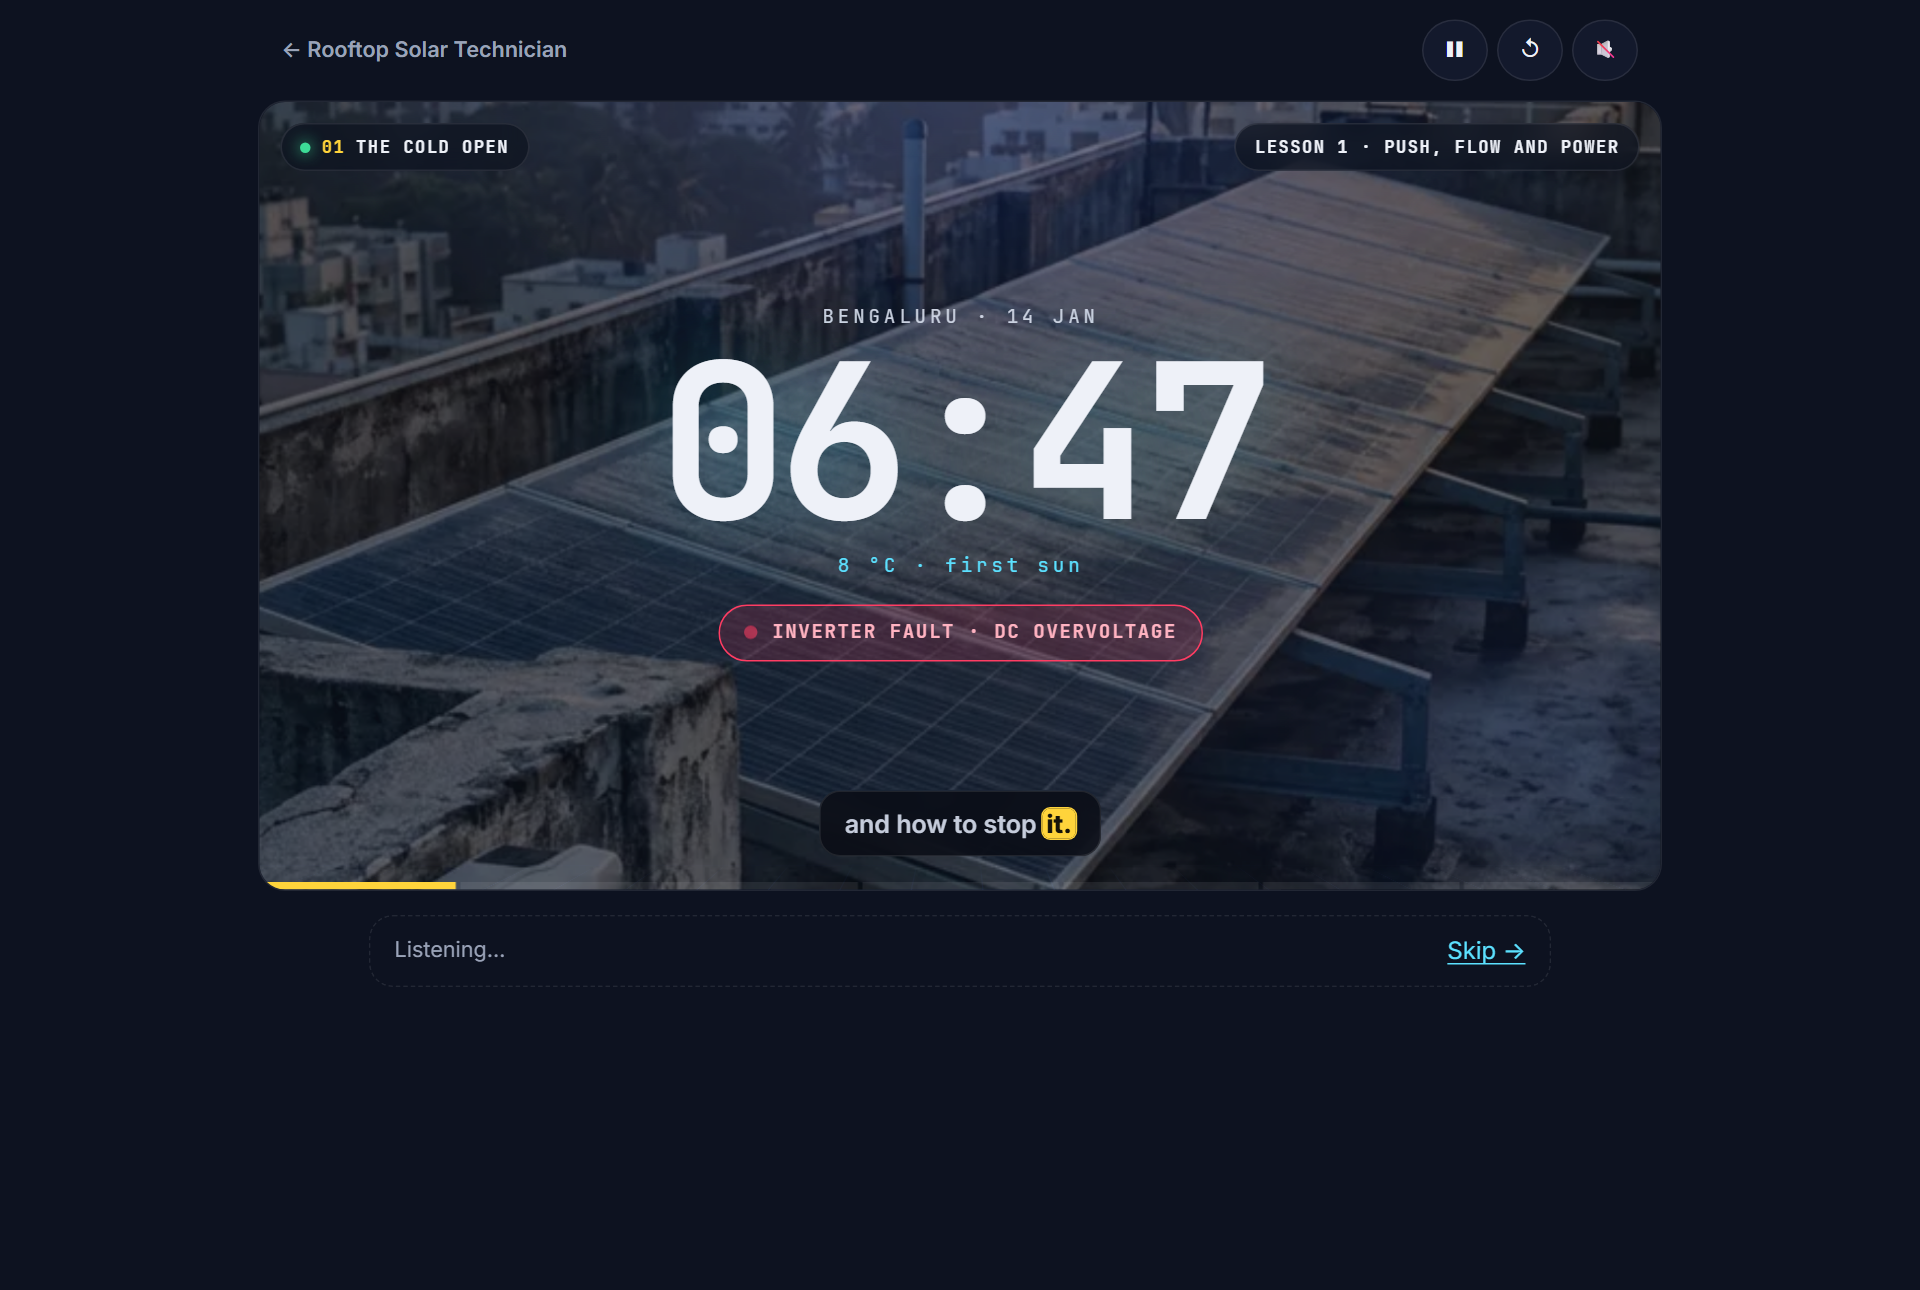 ← Rooftop Solar Technician
01 THE COLD OPEN
LESSON 1 · PUSH, FLOW AND POWER
BENGALURU · 14 JAN
06:47
8 °C · first sun
INVERTER FAULT · DC OVERVOLTAGE
and how to stop it.
Listening...
Skip →